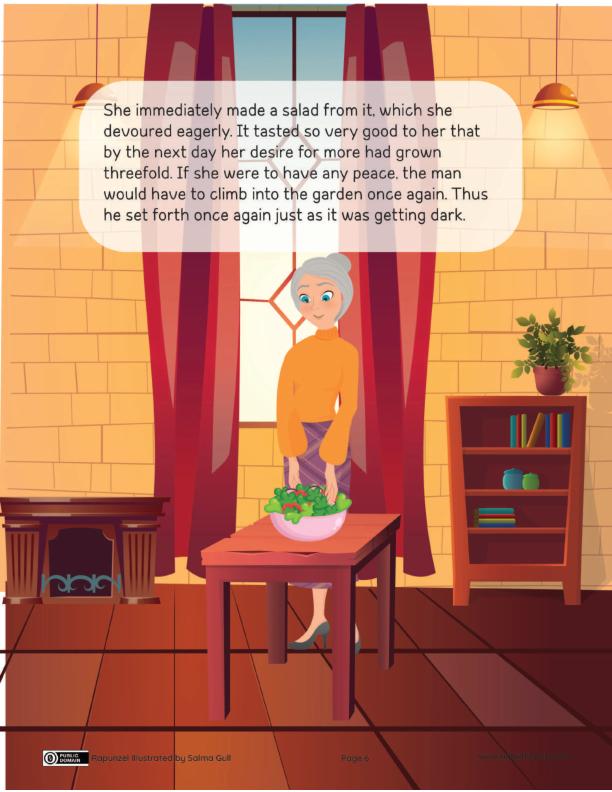 She immediately made a salad from it, which she
devoured eagerly. It tasted so very good to her that
by the next day her desire for more had grown
threefold. If she were to have any peace, the man
would have to climb into the garden once again. Thus
he set forth once again just as it was getting dark.
PUBLIC
DOMAIN
Rapunzel Illustrated by Salma Gull
Page 6